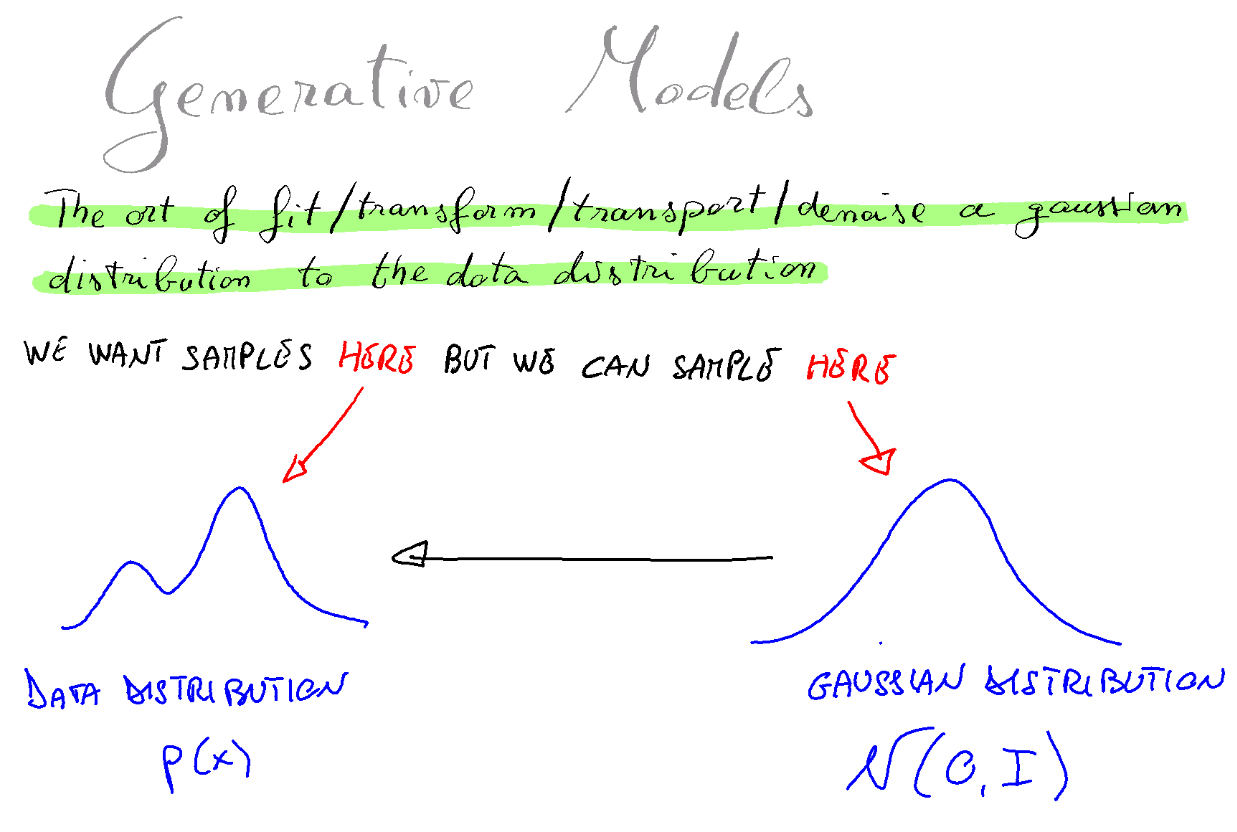 Generative Models
The art of fit/transform/transport/denoise a gaussian
distribution to the data distribution
WE WANT SAMPLES HERE BUT WE CAN SAMPLE HERE
DATA DISTRIBUTION
GAUSSIAN DISTRIBUTION
p(x)
N(0, I)